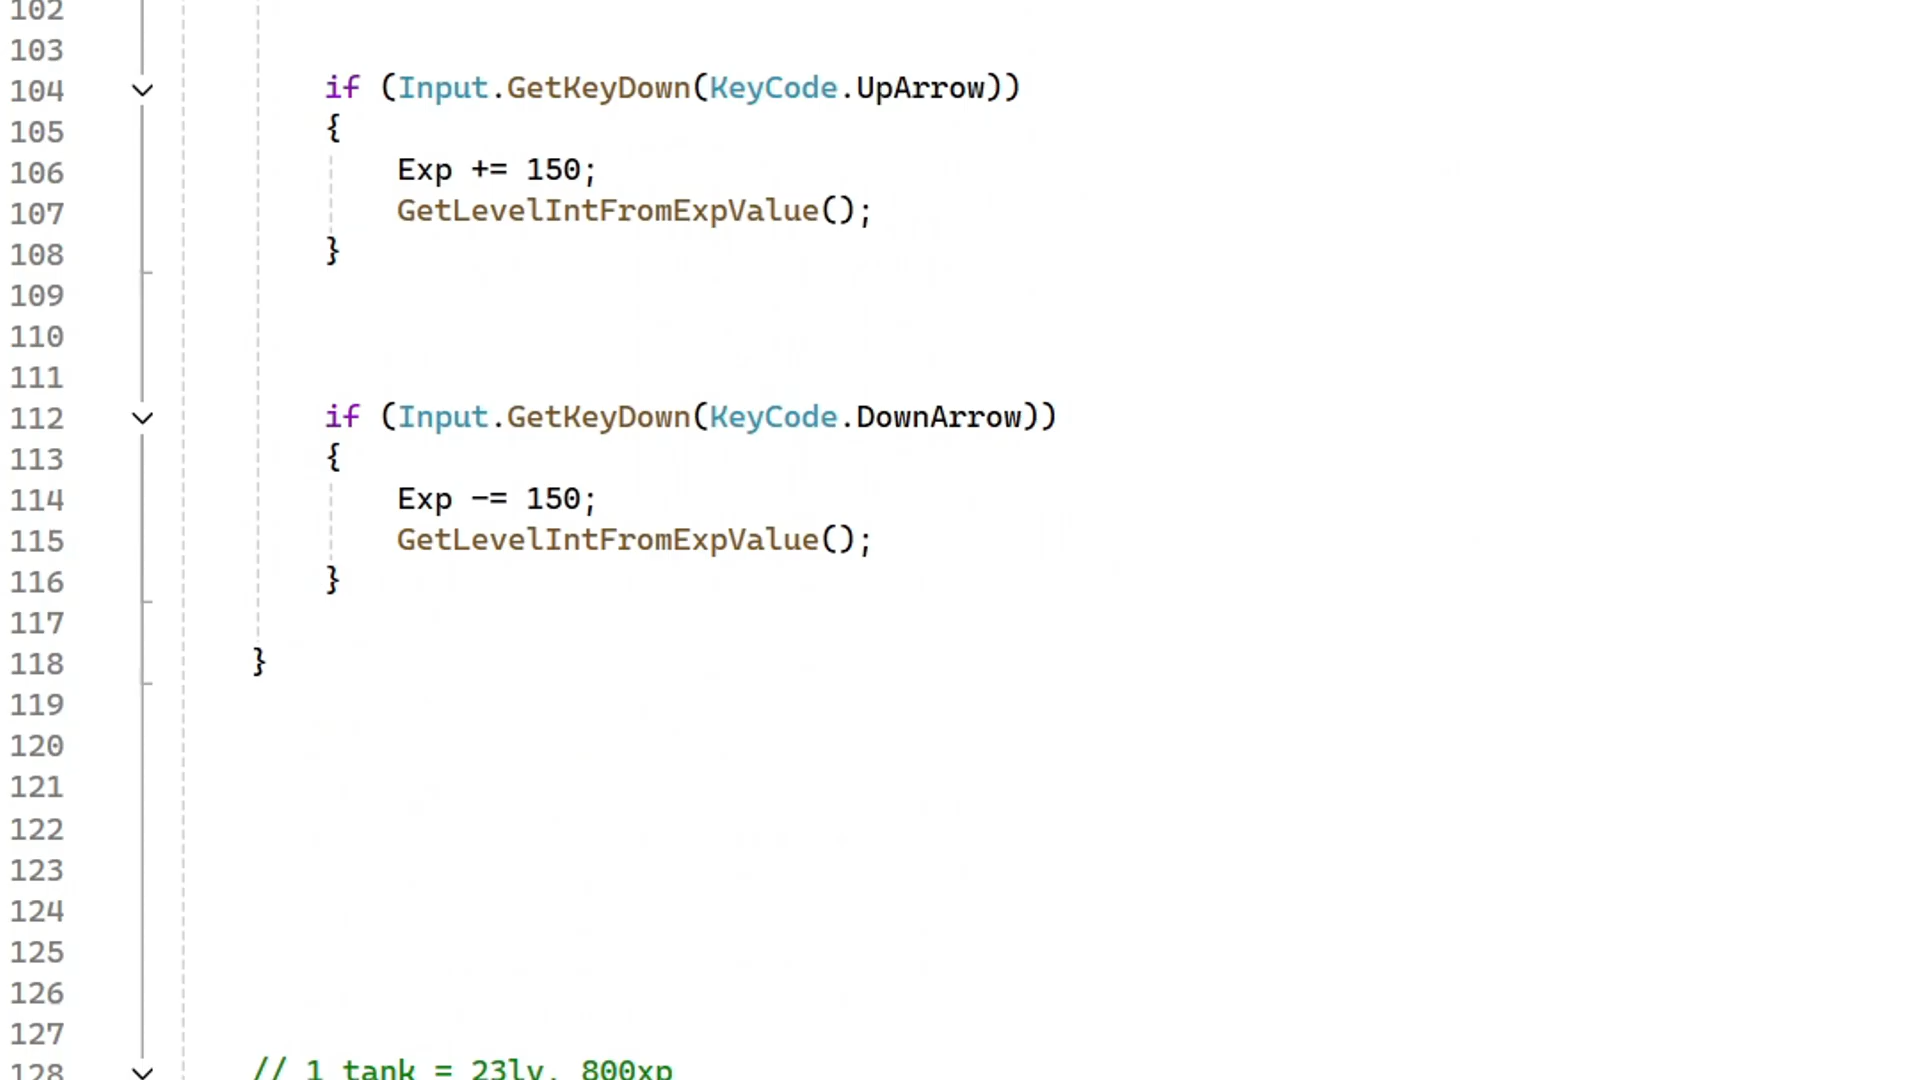 102
103
104 if (Input.GetKeyDown(KeyCode.UpArrow))
105 {
106 Exp += 150;
107 GetLevelIntFromExpValue();
108 }
109
110
111
112 if (Input.GetKeyDown(KeyCode.DownArrow))
113 {
114 Exp -= 150;
115 GetLevelIntFromExpValue();
116 }
117
118 }
119
120
121
122
123
124
125
126
127
128 // 1 tank = 23lv, 800xp